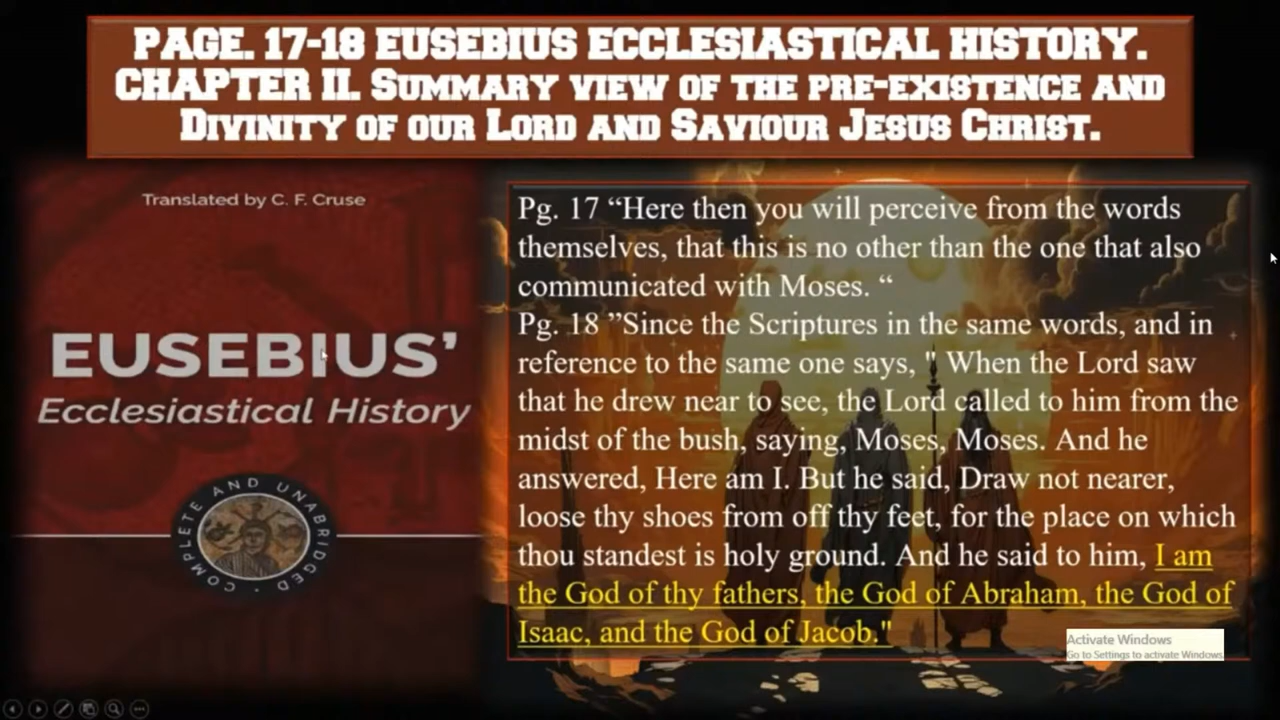 PAGE. 17-18 EUSEBIUS ECCLESIASTICAL HISTORY.
CHAPTER II. SUMMARY VIEW OF THE PRE-EXISTENCE AND
DIVINITY OF OUR LORD AND SAVIOUR JESUS CHRIST.
Translated by C. F. Cruse
EUSEBIUS’
Ecclesiastical History
COMPLETE AND UNABRIDGED
Pg. 17 “Here then you will perceive from the words
themselves, that this is no other than the one that also
communicated with Moses. “
Pg. 18 ”Since the Scriptures in the same words, and in
reference to the same one says, " When the Lord saw
that he drew near to see, the Lord called to him from the
midst of the bush, saying, Moses, Moses. And he
answered, Here am I. But he said, Draw not nearer,
loose thy shoes from off thy feet, for the place on which
thou standest is holy ground. And he said to him, I am
the God of thy fathers, the God of Abraham, the God of
Isaac, and the God of Jacob."
Activate Windows
Go to Settings to activate Windows.